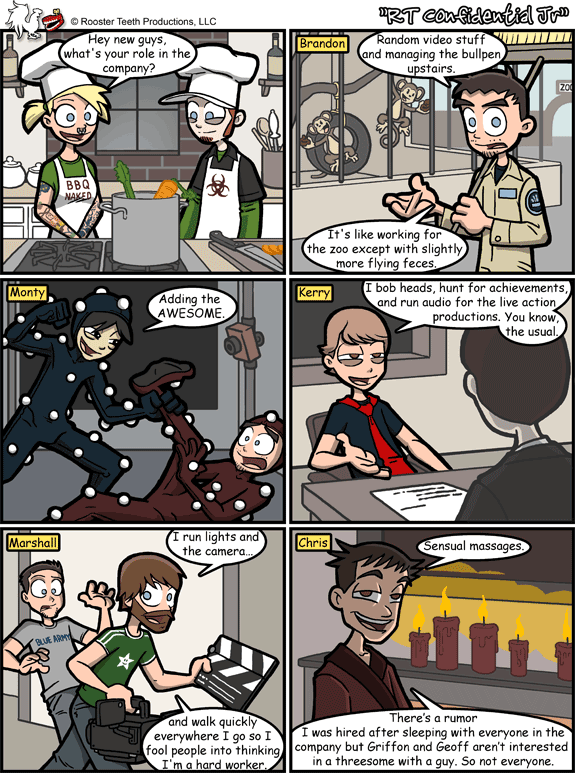 © Rooster Teeth Productions, LLC
"RT confidential Jr"
Hey new guys,
what's your role in the
company?
BBQ
NAKED
Brandon
Random video stuff
and managing the bullpen
upstairs.
ZOO
It's like working for
the zoo except with slightly
more flying feces.
Monty
Adding the
AWESOME.
Kerry
I bob heads, hunt for achievements,
and run audio for the live action
productions. You know,
the usual.
Marshall
I run lights and
the camera...
BLUE ARMY
and walk quickly
everywhere I go so I
fool people into thinking
I'm a hard worker.
Chris
Sensual massages.
There's a rumor
I was hired after sleeping with everyone in the
company but Griffon and Geoff aren't interested
in a threesome with a guy. So not everyone.